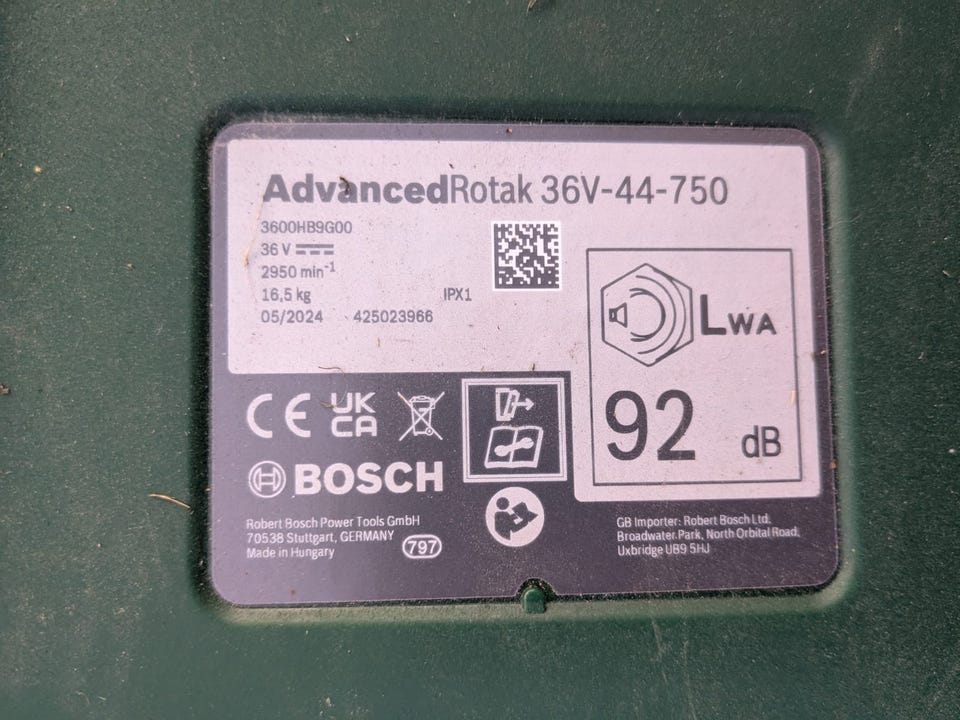 AdvancedRotak 36V-44-750
3600HB9G00
36 V
2950 min⁻¹
16,5 kg IPX1
05/2024 425023966
LWA
92 dB
CE UK CA
BOSCH
Robert Bosch Power Tools GmbH
70538 Stuttgart, GERMANY
Made in Hungary 797
GB Importer: Robert Bosch Ltd.
Broadwater Park, North Orbital Road,
Uxbridge UB9 5HJ